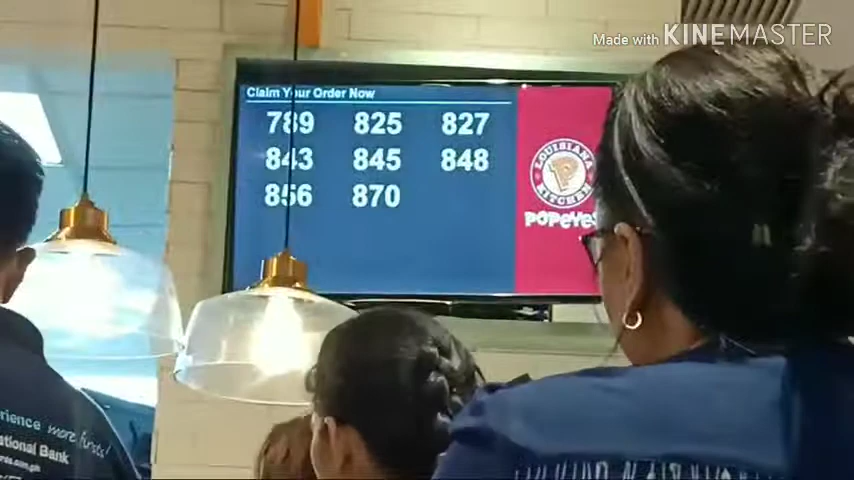 Made with KINEMASTER
Claim Your Order Now
789 825 827
843 845 848
856 870
LOUISIANA
P
KITCHEN
POPEYES
rience more firsts!
ational Bank